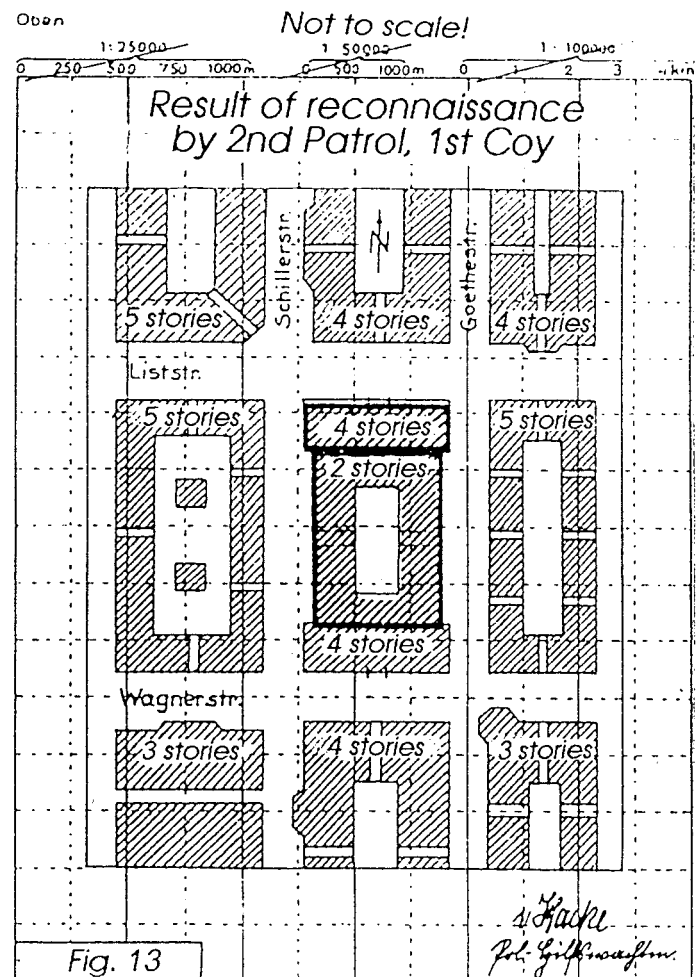 Oben
Not to scale!
1:25000
1:50000
1:100000
0 250 500 750 1000m
0 500 1000m
0 1 2 3 4km
Result of reconnaissance
by 2nd Patrol, 1st Coy
Schillerstr.
N
Goethestr.
5 stories
4 stories
4 stories
Liststr.
5 stories
4 stories
5 stories
2 stories
4 stories
Wagnerstr.
3 stories
4 stories
3 stories
Fig. 13